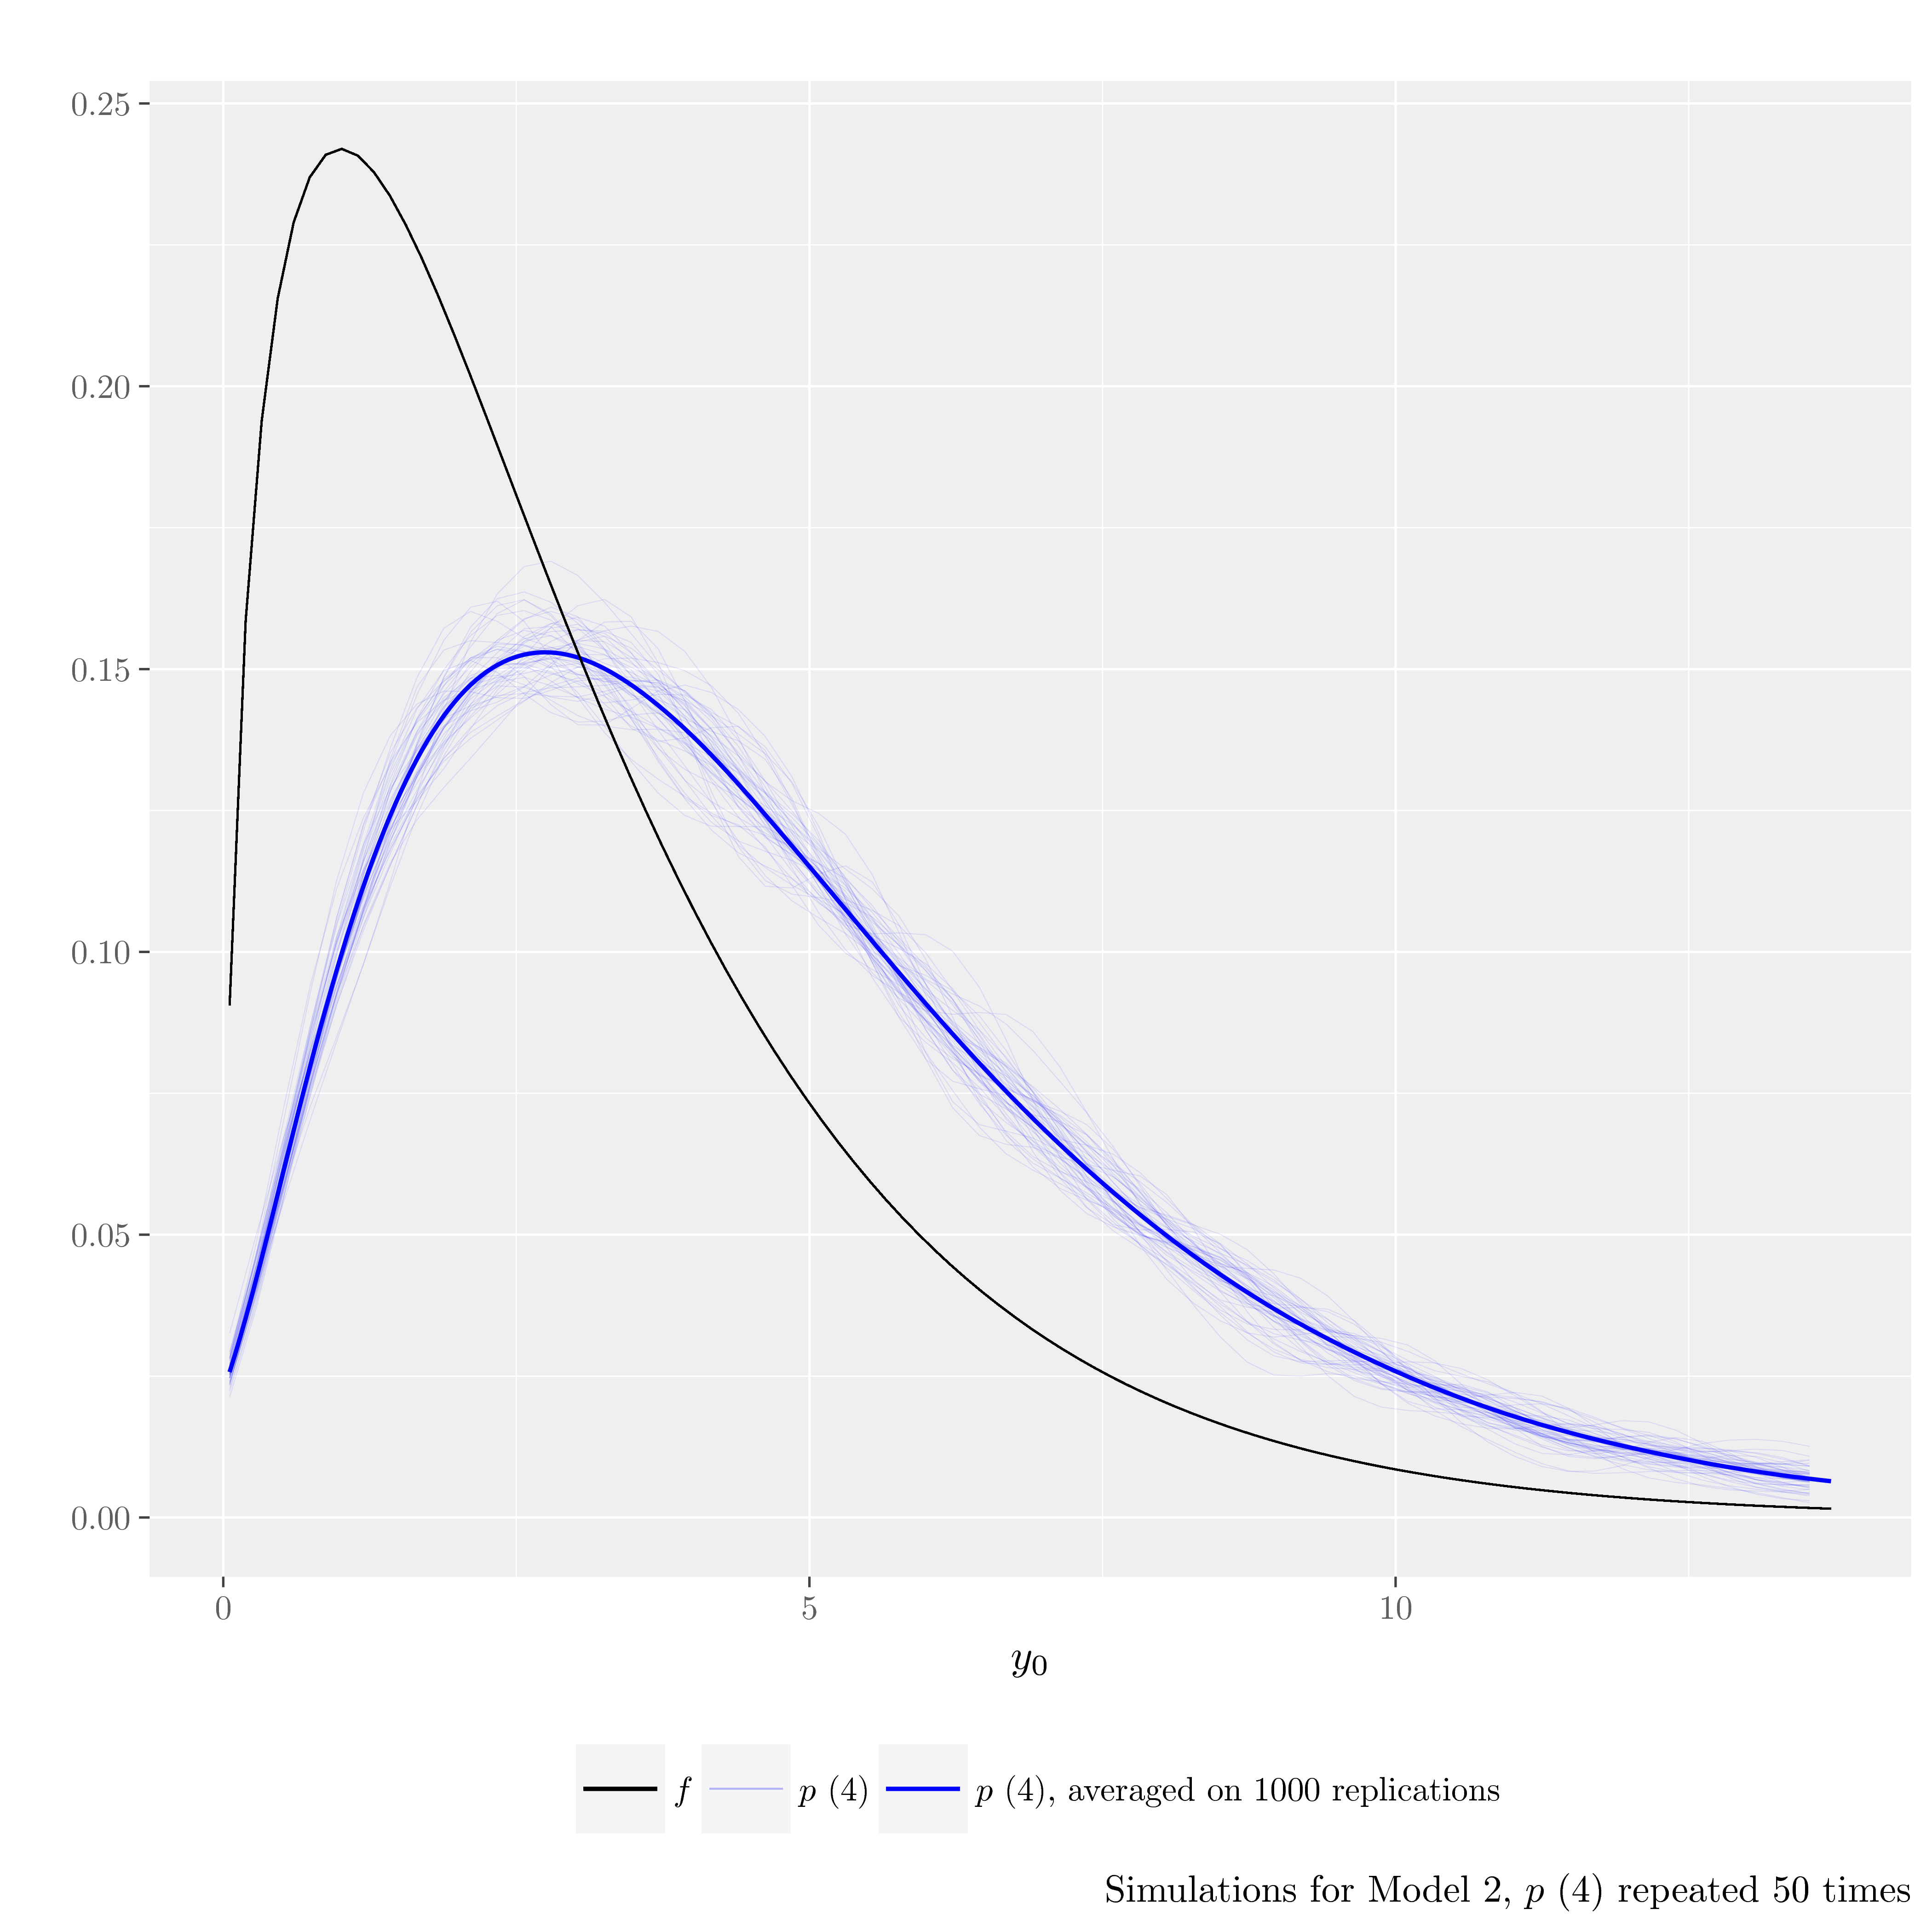 0.25
0.20
0.15
0.10
0.05
0.00
0 5 10
y₀
f p (4) p (4), averaged on 1000 replications
Simulations for Model 2, p (4) repeated 50 times